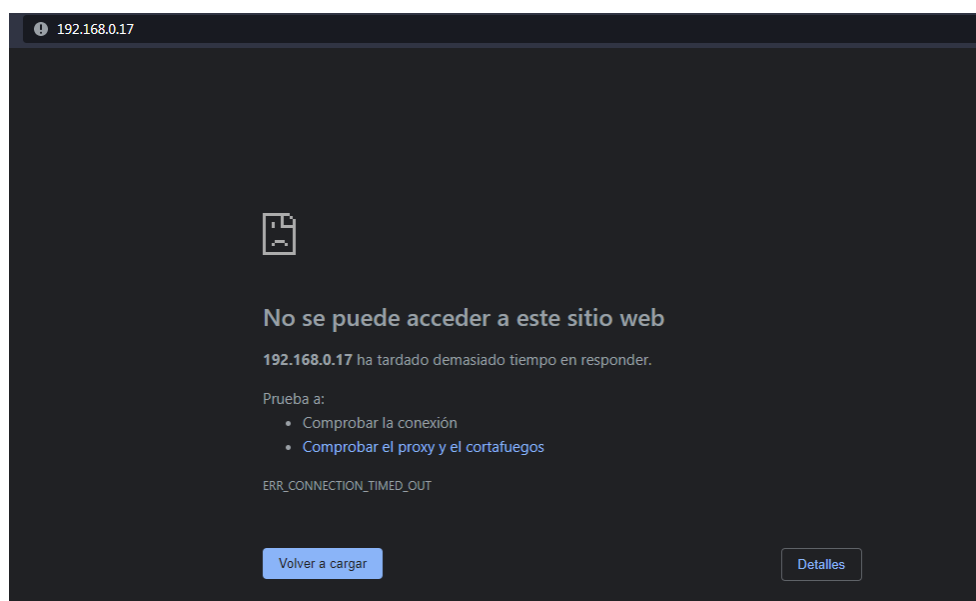 192.168.0.17
No se puede acceder a este sitio web
192.168.0.17 ha tardado demasiado tiempo en responder.
Prueba a:
• Comprobar la conexión
• Comprobar el proxy y el cortafuegos
ERR_CONNECTION_TIMED_OUT
Volver a cargar
Detalles